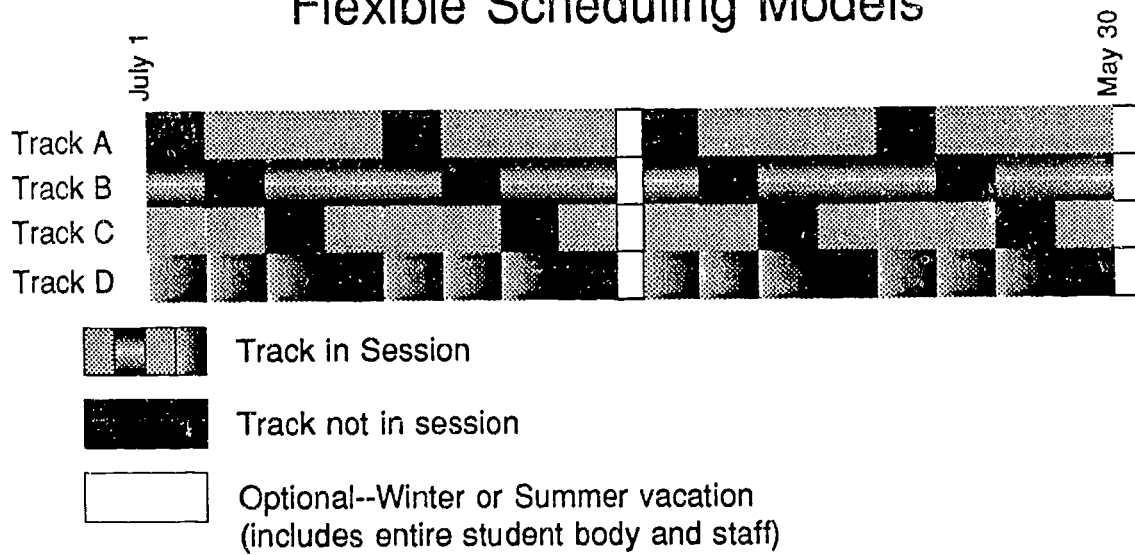 Flexible Scheduling Models
July 1
May 30
Track A
Track B
Track C
Track D
Track in Session
Track not in session
Optional--Winter or Summer vacation
(includes entire student body and staff)